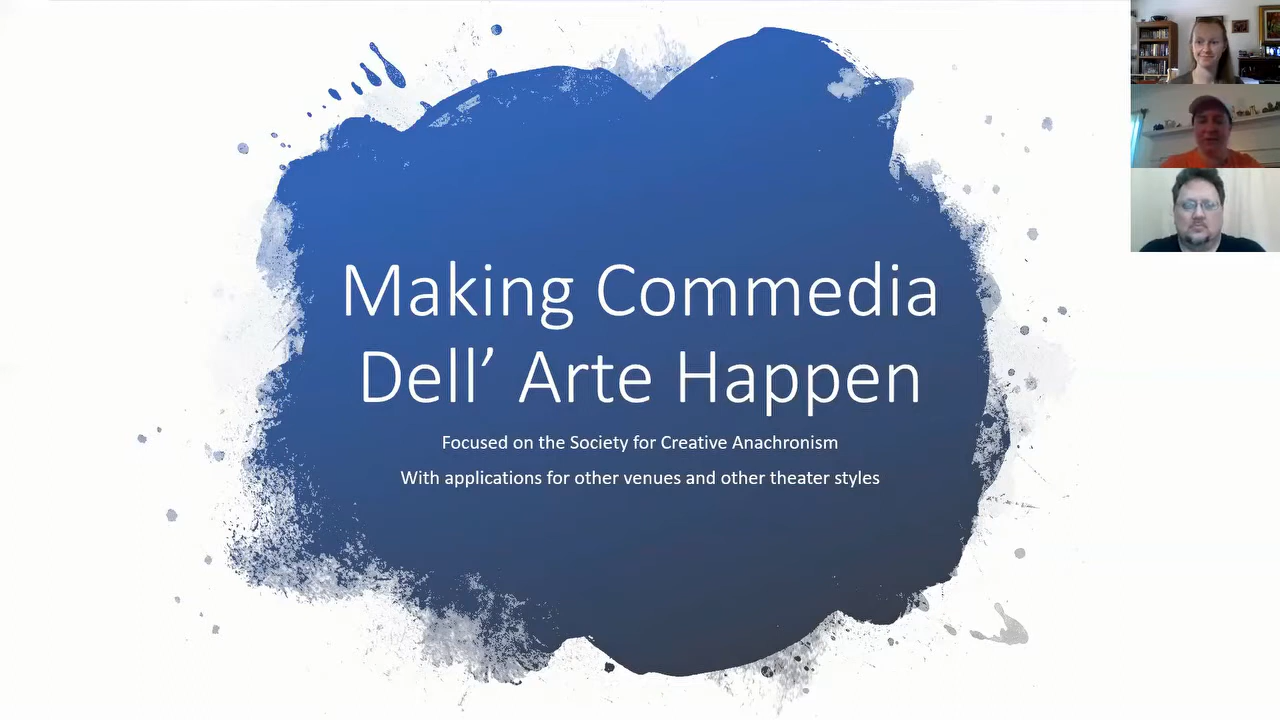 Making Commedia
Dell’ Arte Happen
Focused on the Society for Creative Anachronism
With applications for other venues and other theater styles